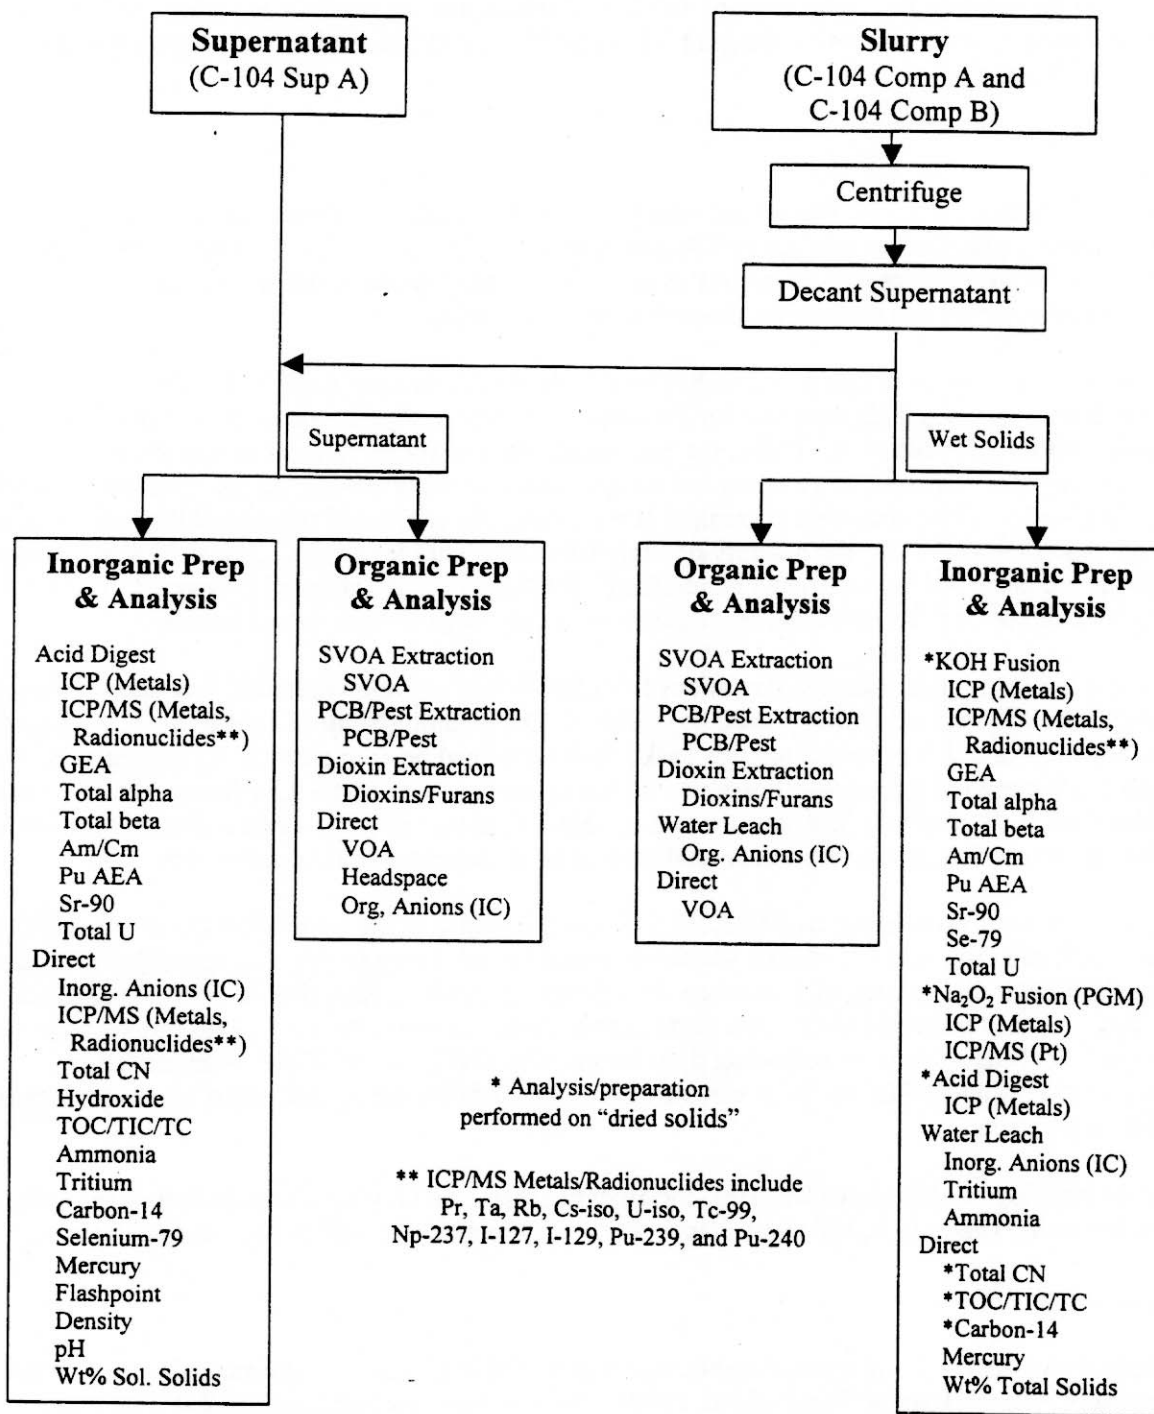 Supernatant
(C-104 Sup A)
Slurry
(C-104 Comp A and
C-104 Comp B)
Centrifuge
Decant Supernatant
Supernatant
Wet Solids
Inorganic Prep
& Analysis
Acid Digest
ICP (Metals)
ICP/MS (Metals,
Radionuclides**)
GEA
Total alpha
Total beta
Am/Cm
Pu AEA
Sr-90
Total U
Direct
Inorg. Anions (IC)
ICP/MS (Metals,
Radionuclides**)
Total CN
Hydroxide
TOC/TIC/TC
Ammonia
Tritium
Carbon-14
Selenium-79
Mercury
Flashpoint
Density
pH
Wt% Sol. Solids
Organic Prep
& Analysis
SVOA Extraction
SVOA
PCB/Pest Extraction
PCB/Pest
Dioxin Extraction
Dioxins/Furans
Direct
VOA
Headspace
Org, Anions (IC)
Organic Prep
& Analysis
SVOA Extraction
SVOA
PCB/Pest Extraction
PCB/Pest
Dioxin Extraction
Dioxins/Furans
Water Leach
Org. Anions (IC)
Direct
VOA
Inorganic Prep
& Analysis
*KOH Fusion
ICP (Metals)
ICP/MS (Metals,
Radionuclides**)
GEA
Total alpha
Total beta
Am/Cm
Pu AEA
Sr-90
Se-79
Total U
*Na₂O₂ Fusion (PGM)
ICP (Metals)
ICP/MS (Pt)
*Acid Digest
ICP (Metals)
Water Leach
Inorg. Anions (IC)
Tritium
Ammonia
Direct
*Total CN
*TOC/TIC/TC
*Carbon-14
Mercury
Wt% Total Solids
* Analysis/preparation
performed on “dried solids”
** ICP/MS Metals/Radionuclides include
Pr, Ta, Rb, Cs-iso, U-iso, Tc-99,
Np-237, I-127, I-129, Pu-239, and Pu-240